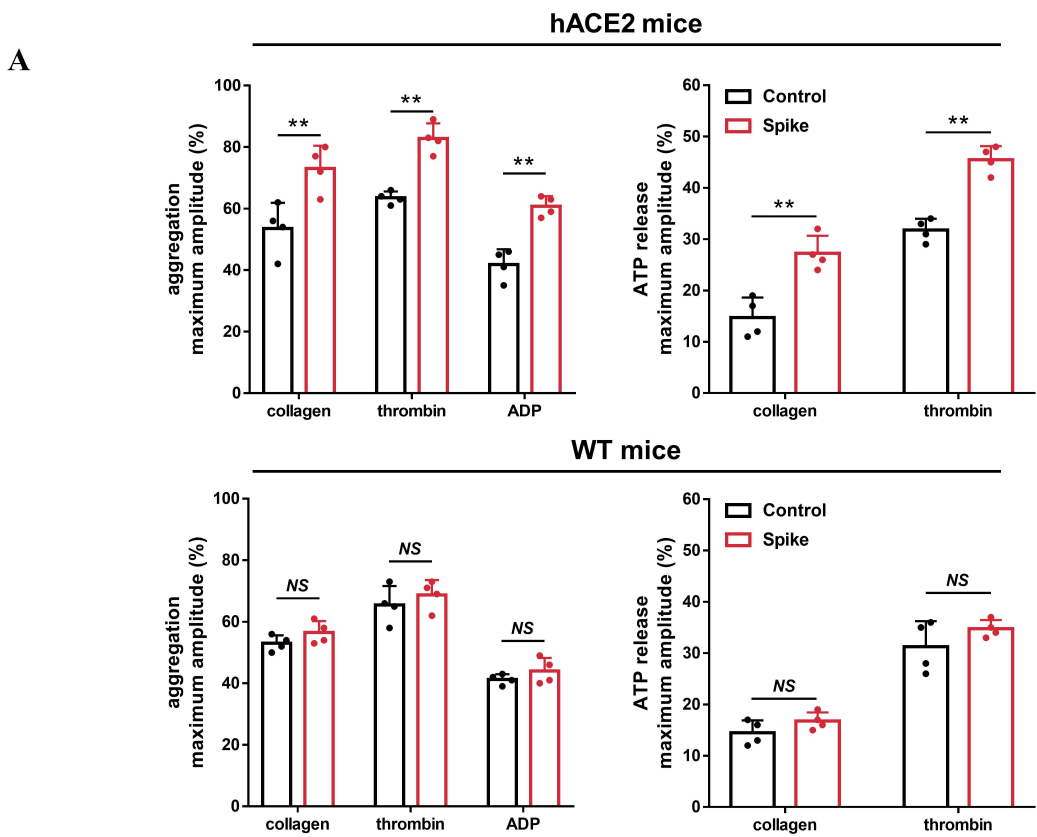 A
hACE2 mice
aggregation
maximum amplitude (%)
100
80
60
40
20
0
**
**
**
collagen
thrombin
ADP
ATP release
maximum amplitude (%)
60
50
40
30
20
10
0
Control
Spike
**
**
collagen
thrombin
WT mice
aggregation
maximum amplitude (%)
100
80
60
40
20
0
NS
NS
NS
collagen
thrombin
ADP
ATP release
maximum amplitude (%)
60
50
40
30
20
10
0
Control
Spike
NS
NS
collagen
thrombin